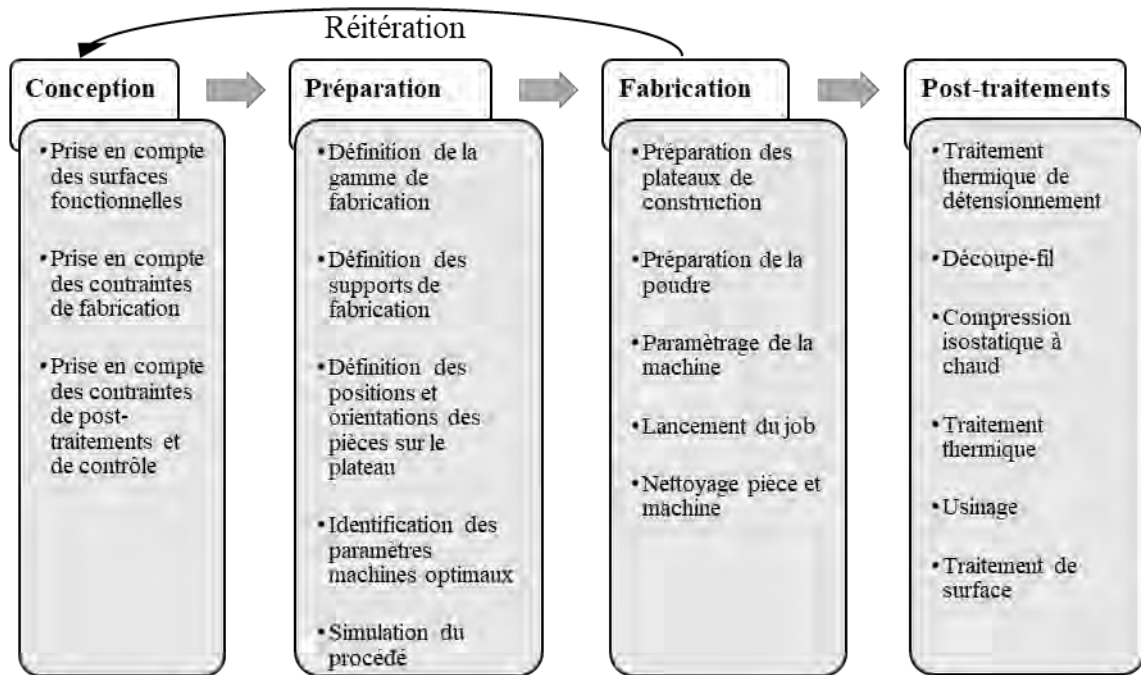 Réitération
Conception
• Prise en compte
des surfaces
fonctionnelles
• Prise en compte
des contraintes
de fabrication
• Prise en compte
des contraintes
de post-
traitements et
de contrôle
Préparation
• Définition de la
gamme de
fabrication
• Définition des
supports de
fabrication
• Définition des
positions et
orientations des
pièces sur le
plateau
• Identification des
paramètres
machines optimaux
• Simulation du
procédé
Fabrication
• Préparation des
plateaux de
construction
• Préparation de la
poudre
• Paramètrage de la
machine
• Lancement du job
• Nettoyage pièce et
machine
Post-traitements
• Traitement
thermique de
détensionnement
• Découpe-fil
• Compression
isostatique à
chaud
• Traitement
thermique
• Usinage
• Traitement de
surface